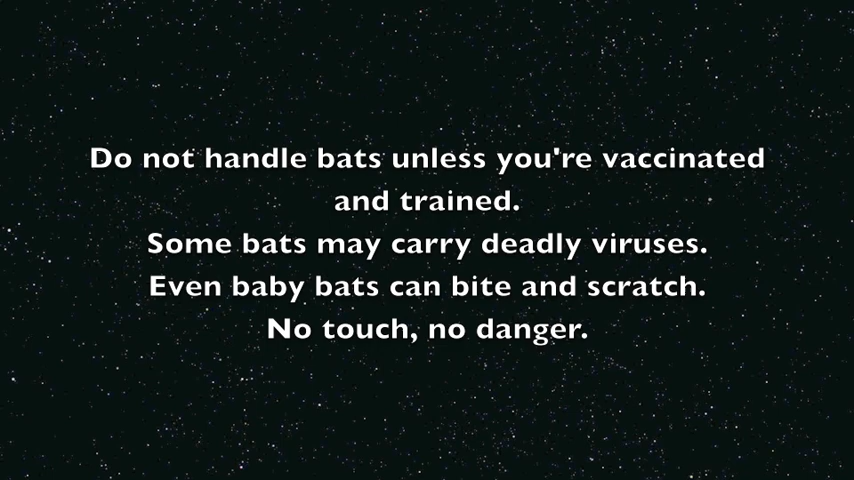 Do not handle bats unless you're vaccinated
and trained.
Some bats may carry deadly viruses.
Even baby bats can bite and scratch.
No touch, no danger.